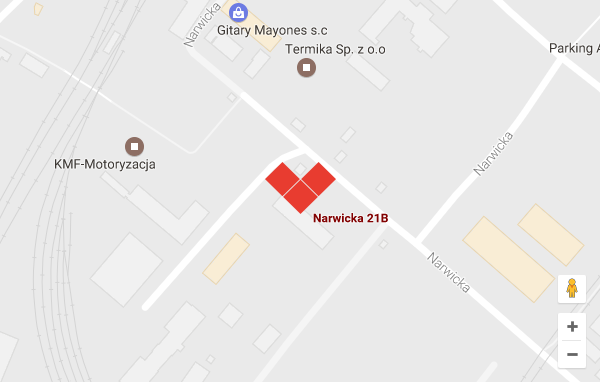 Narwicka
Gitary Mayones s.c
Termika Sp. z o.o
Parking A
KMF-Motoryzacja
Narwicka
Narwicka 21B
Narwicka
+
−